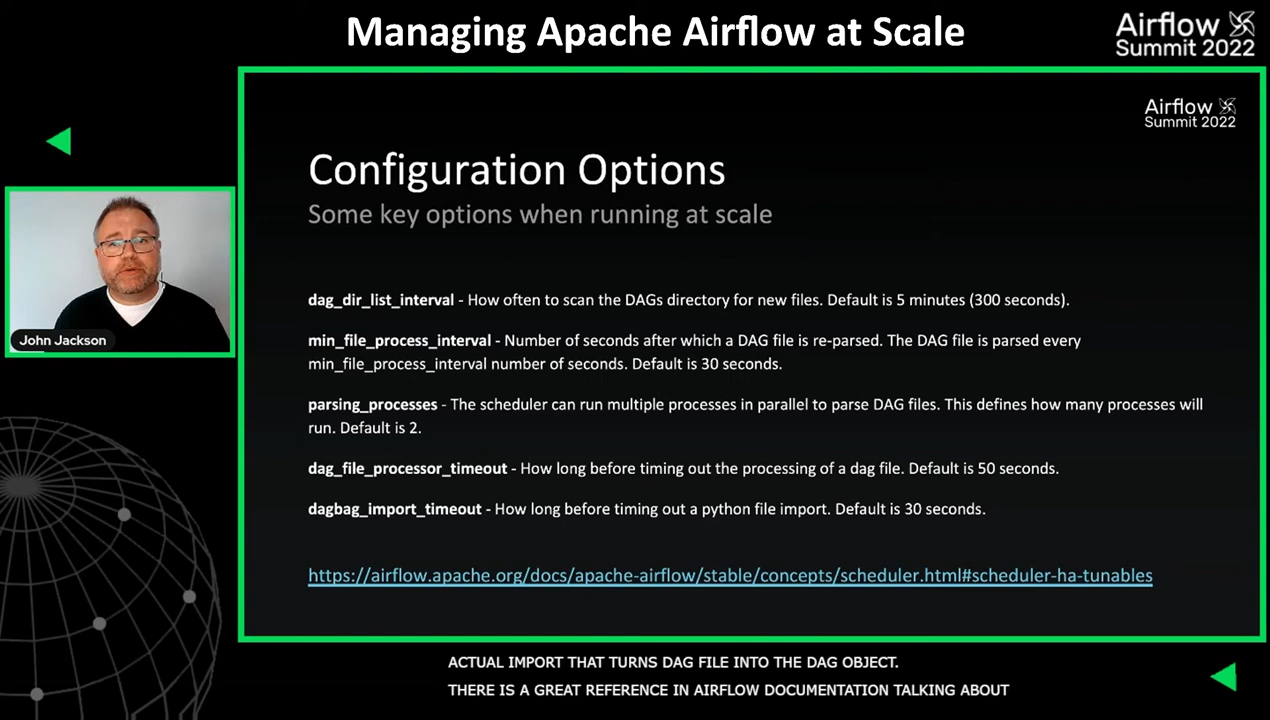 Managing Apache Airflow at Scale
Airflow
Summit 2022
Airflow
Summit 2022
Configuration Options
Some key options when running at scale
John Jackson
dag_dir_list_interval - How often to scan the DAGs directory for new files. Default is 5 minutes (300 seconds).
min_file_process_interval - Number of seconds after which a DAG file is re-parsed. The DAG file is parsed every
min_file_process_interval number of seconds. Default is 30 seconds.
parsing_processes - The scheduler can run multiple processes in parallel to parse DAG files. This defines how many processes will
run. Default is 2.
dag_file_processor_timeout - How long before timing out the processing of a dag file. Default is 50 seconds.
dagbag_import_timeout - How long before timing out a python file import. Default is 30 seconds.
https://airflow.apache.org/docs/apache-airflow/stable/concepts/scheduler.html#scheduler-ha-tunables
ACTUAL IMPORT THAT TURNS DAG FILE INTO THE DAG OBJECT.
THERE IS A GREAT REFERENCE IN AIRFLOW DOCUMENTATION TALKING ABOUT